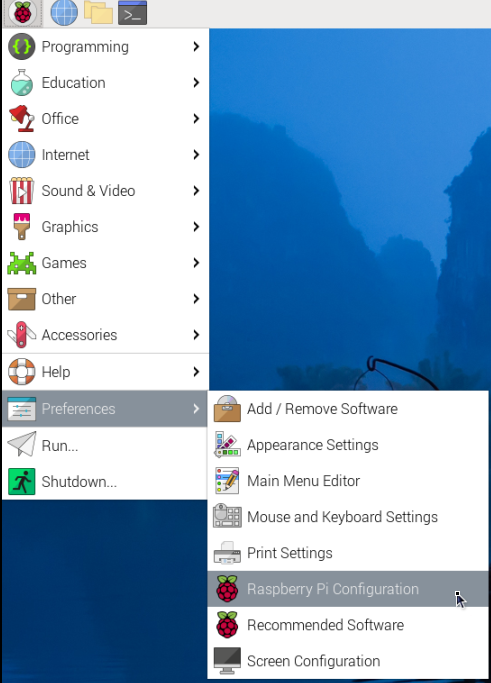 Programming
Education
Office
Internet
Sound & Video
Graphics
Games
Other
Accessories
Help
Preferences
Run...
Shutdown...
Add / Remove Software
Appearance Settings
Main Menu Editor
Mouse and Keyboard Settings
Print Settings
Raspberry Pi Configuration
Recommended Software
Screen Configuration